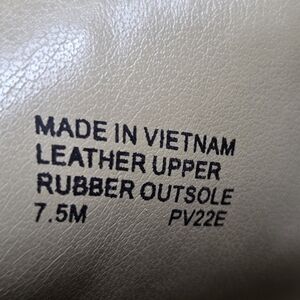 MADE IN VIETNAM
LEATHER UPPER
RUBBER OUTSOLE
7.5M PV22E